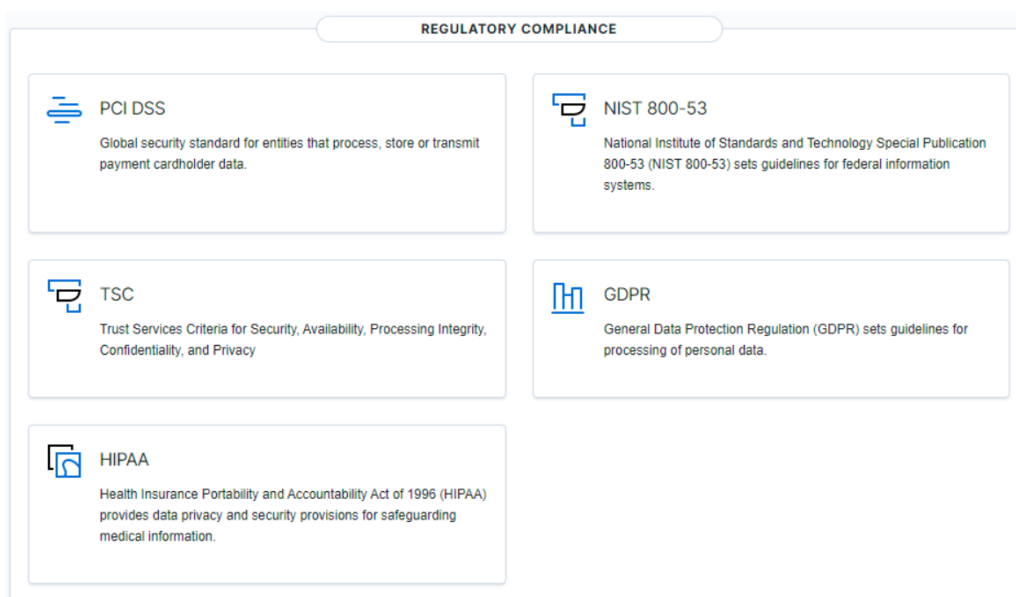 REGULATORY COMPLIANCE
PCI DSS
Global security standard for entities that process, store or transmit
payment cardholder data.
NIST 800-53
National Institute of Standards and Technology Special Publication
800-53 (NIST 800-53) sets guidelines for federal information
systems.
TSC
Trust Services Criteria for Security, Availability, Processing Integrity,
Confidentiality, and Privacy
GDPR
General Data Protection Regulation (GDPR) sets guidelines for
processing of personal data.
HIPAA
Health Insurance Portability and Accountability Act of 1996 (HIPAA)
provides data privacy and security provisions for safeguarding
medical information.